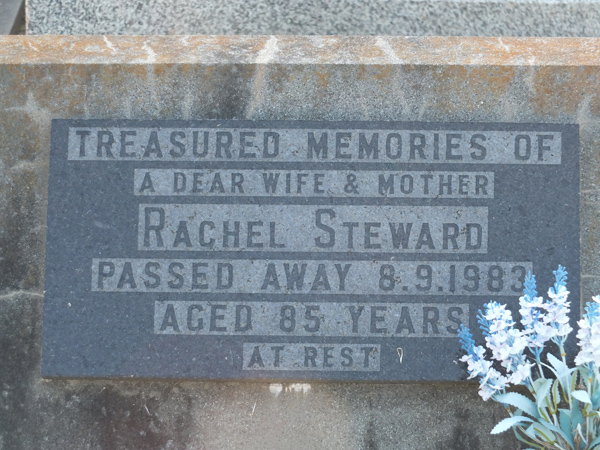 TREASURED MEMORIES OF
A DEAR WIFE & MOTHER
RACHEL STEWARD
PASSED AWAY 8.9.1983
AGED 85 YEARS
AT REST